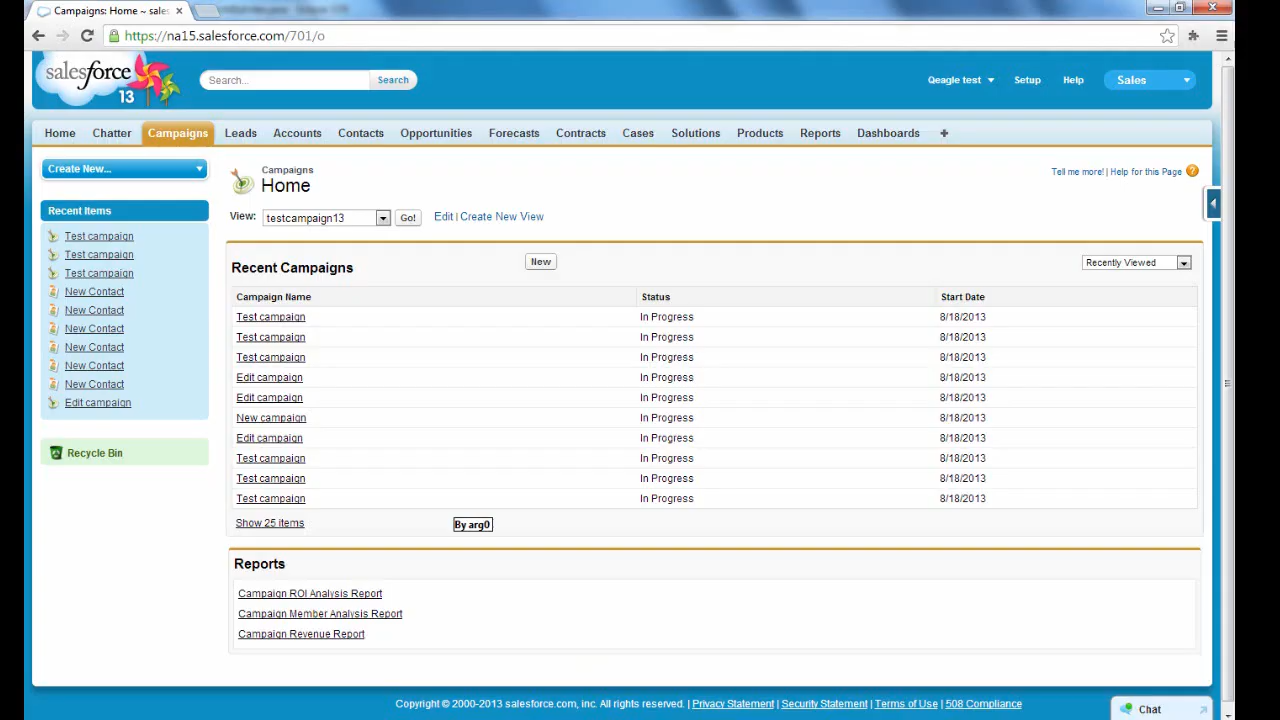 Campaigns: Home ~ sales
https://na15.salesforce.com/701/o
salesforce
13
Search...
Search
Qeagle test
Setup
Help
Sales
Home
Chatter
Campaigns
Leads
Accounts
Contacts
Opportunities
Forecasts
Contracts
Cases
Solutions
Products
Reports
Dashboards
Create New...
Recent Items
Test campaign
Test campaign
Test campaign
New Contact
New Contact
New Contact
New Contact
New Contact
New Contact
Edit campaign
Recycle Bin
Campaigns
Home
Tell me more! | Help for this Page
View: testcampaign13 Go! Edit | Create New View
Recent Campaigns
New
Recently Viewed
Campaign Name Status Start Date
Test campaign In Progress 8/18/2013
Test campaign In Progress 8/18/2013
Test campaign In Progress 8/18/2013
Edit campaign In Progress 8/18/2013
Edit campaign In Progress 8/18/2013
New campaign In Progress 8/18/2013
Edit campaign In Progress 8/18/2013
Test campaign In Progress 8/18/2013
Test campaign In Progress 8/18/2013
Test campaign In Progress 8/18/2013
Show 25 items
By arg0
Reports
Campaign ROI Analysis Report
Campaign Member Analysis Report
Campaign Revenue Report
Copyright © 2000-2013 salesforce.com, inc. All rights reserved. | Privacy Statement | Security Statement | Terms of Use | 508 Compliance
Chat